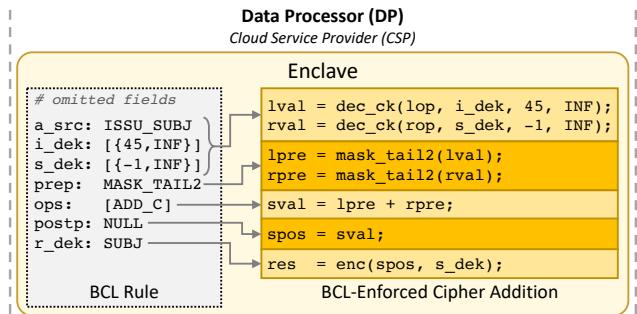 Data Processor (DP)
Cloud Service Provider (CSP)
Enclave
# omitted fields
a_src: ISSU_SUBJ
i_dek: [{45,INF}]
s_dek: [{-1,INF}]
prep: MASK_TAIL2
ops: [ADD_C]
postp: NULL
r_dek: SUBJ
BCL Rule
lval = dec_ck(lop, i_dek, 45, INF);
rval = dec_ck(rop, s_dek, -1, INF);
lpre = mask_tail2(lval);
rpre = mask_tail2(rval);
sval = lpre + rpre;
spos = sval;
res = enc(spos, s_dek);
BCL-Enforced Cipher Addition